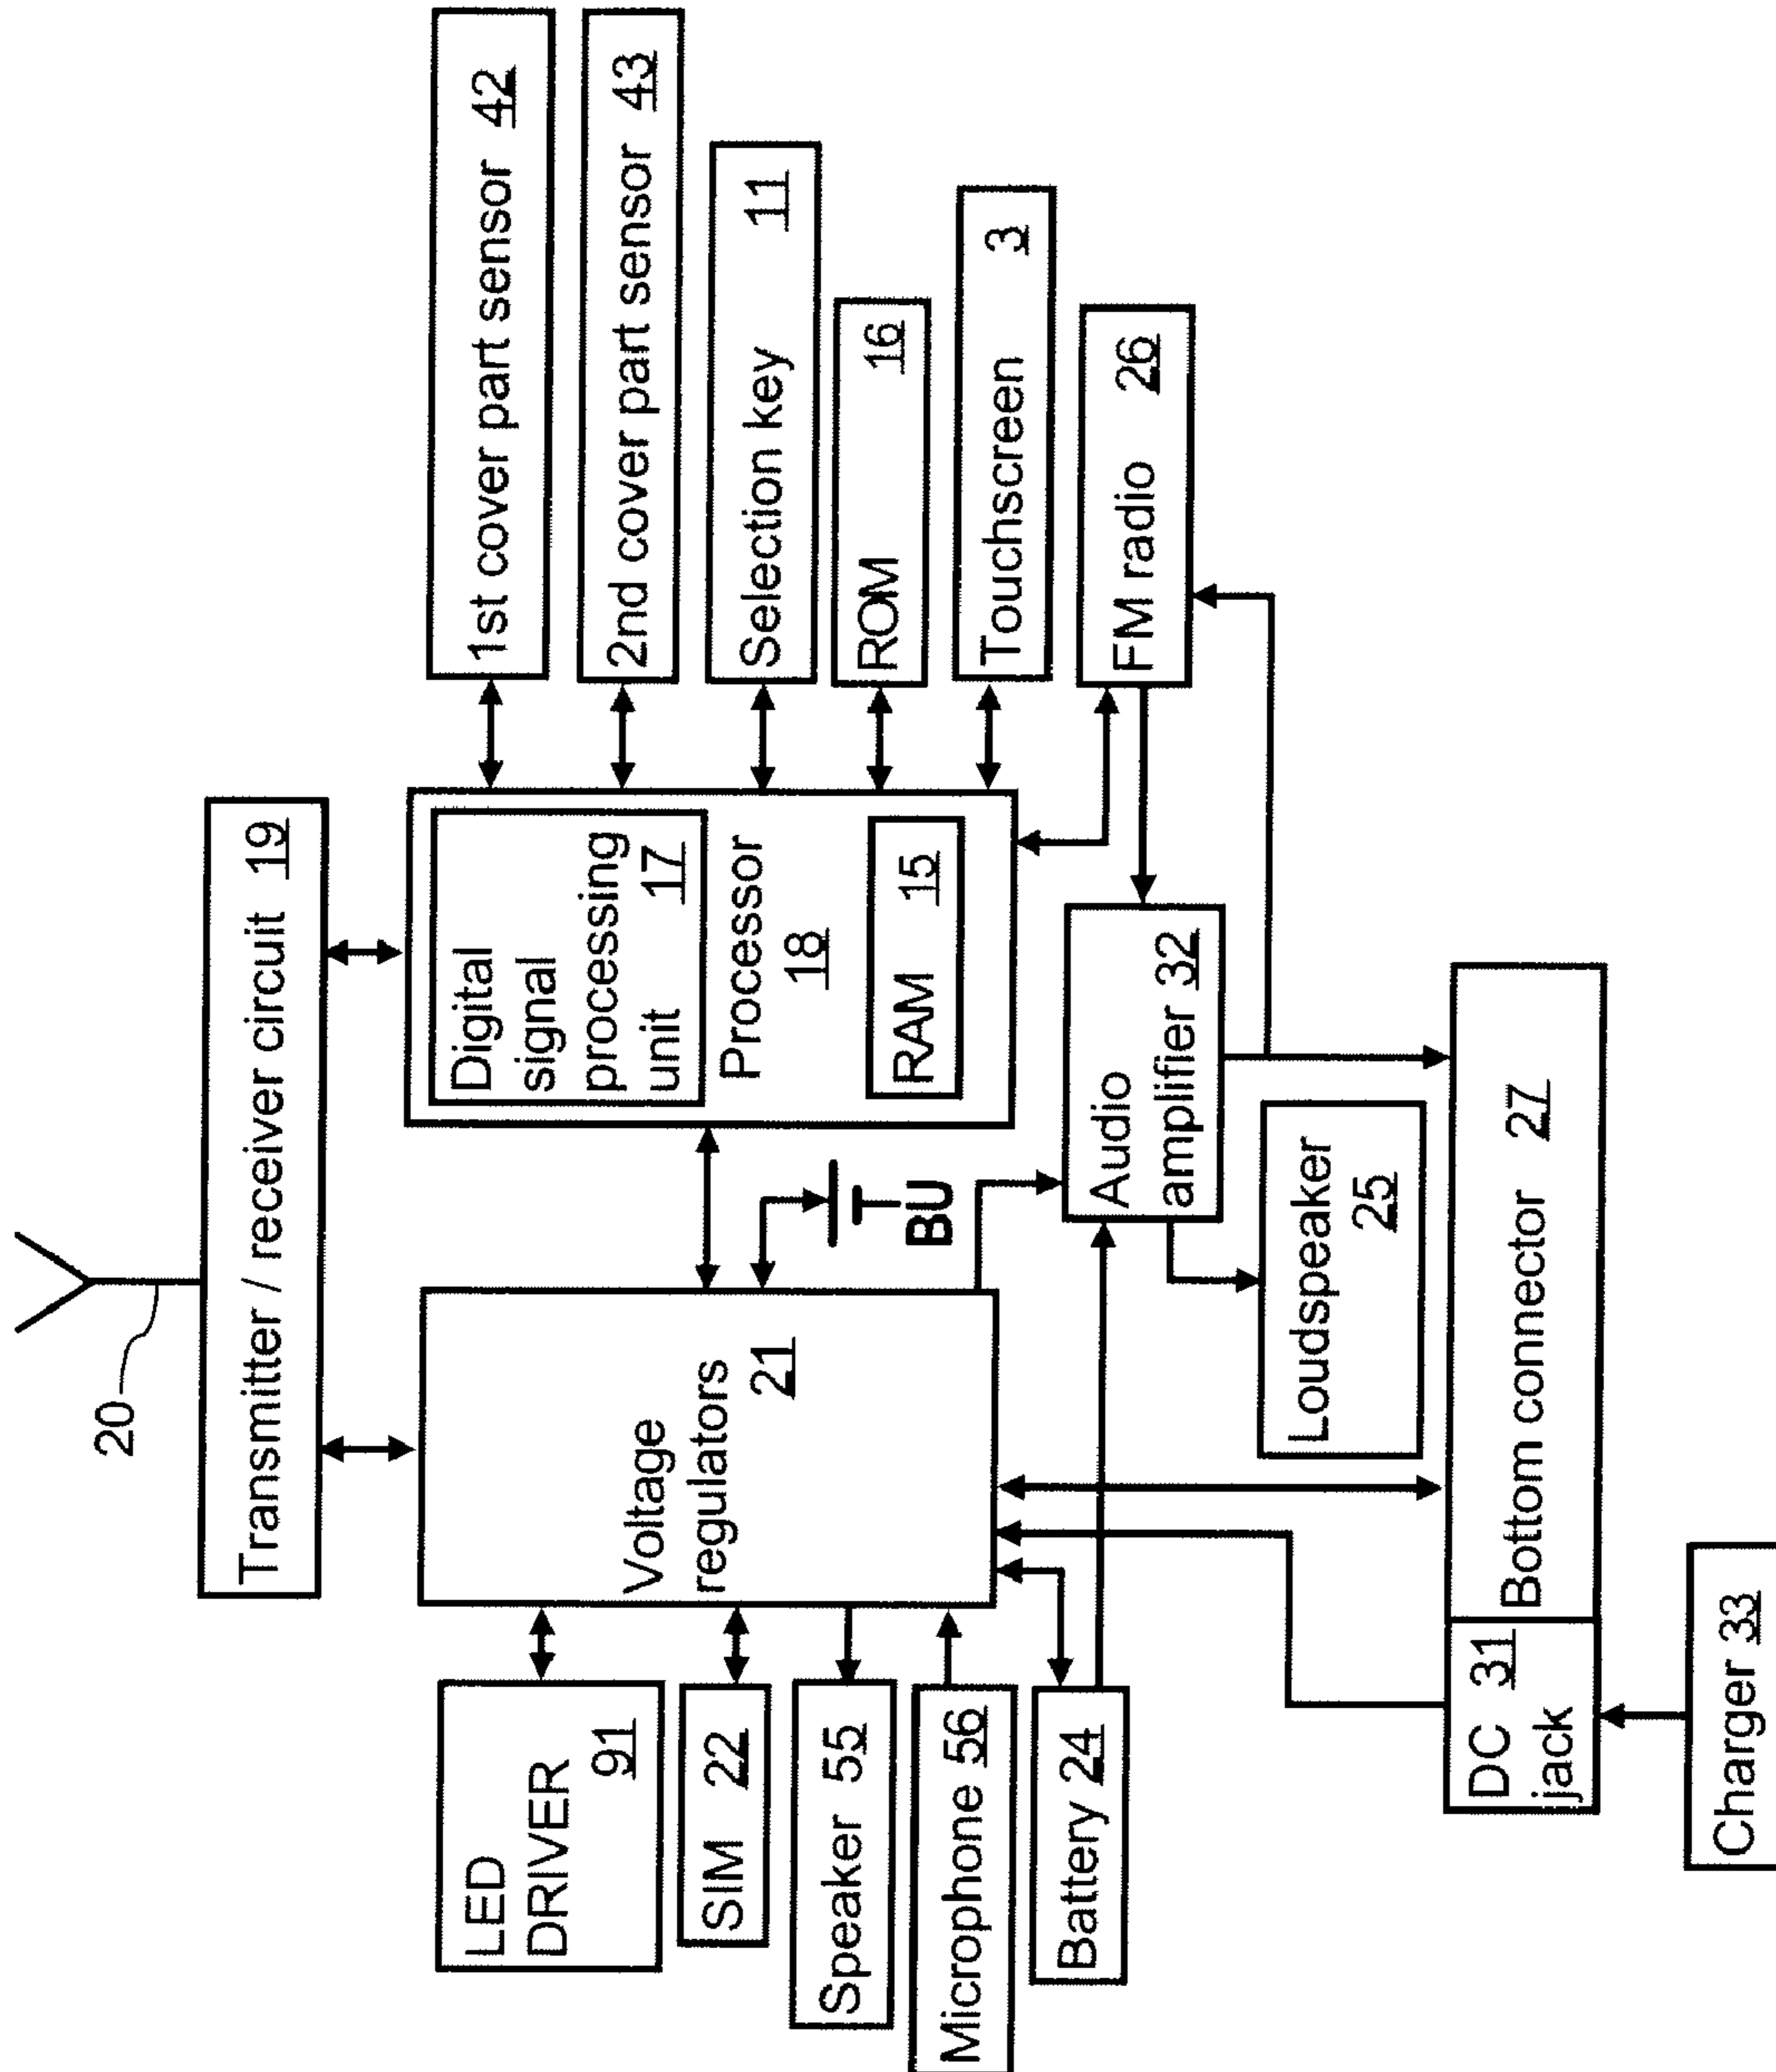 20
Transmitter / receiver circuit 19
LED
DRIVER
91
SIM 22
Speaker 55
Microphone 56
Battery 24
Voltage
regulators
21
BU
Digital
signal
processing
unit 17
Processor
18
RAM 15
1st cover part sensor 42
2nd cover part sensor 43
Selection key 11
ROM 16
Touchscreen 3
FM radio 26
Audio
amplifier 32
Loudspeaker
25
DC 31
jack
Bottom connector 27
Charger 33